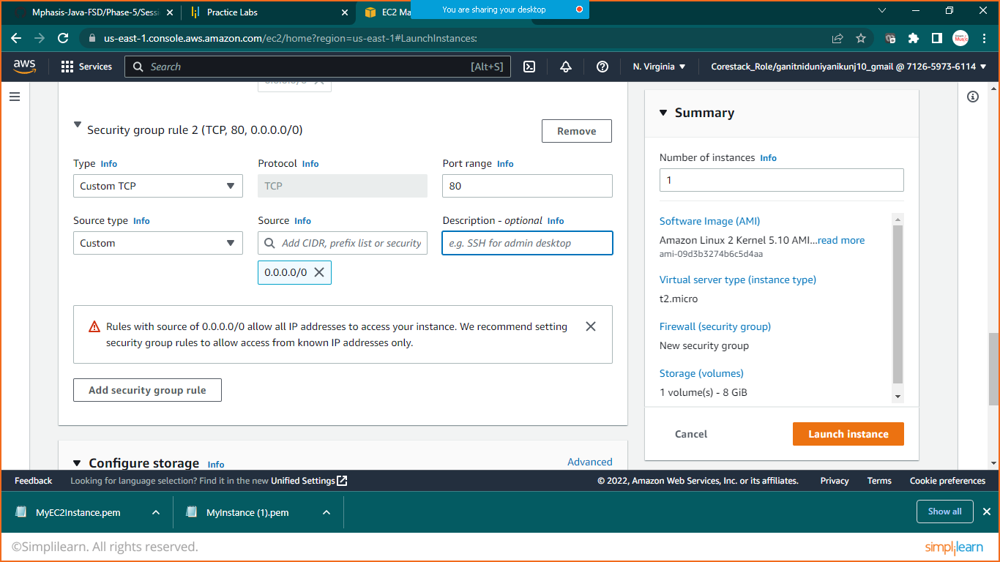 Mphasis-Java-FSD/Phase-5/Sessi
Practice Labs
EC2 Ma
You are sharing your desktop
us-east-1.console.aws.amazon.com/ec2/home?region=us-east-1#LaunchInstances:
aws
Services
Search
[Alt+S]
N. Virginia
Corestack_Role/ganitniduniyanikunj10_gmail @ 7126-5973-6114
Security group rule 2 (TCP, 80, 0.0.0.0/0)
Remove
Type Info
Protocol Info
Port range Info
Custom TCP
TCP
80
Source type Info
Source Info
Description - optional Info
Custom
Add CIDR, prefix list or security
e.g. SSH for admin desktop
0.0.0.0/0
Rules with source of 0.0.0.0/0 allow all IP addresses to access your instance. We recommend setting
security group rules to allow access from known IP addresses only.
Add security group rule
Configure storage Info
Advanced
Summary
Number of instances Info
1
Software Image (AMI)
Amazon Linux 2 Kernel 5.10 AMI...read more
ami-09d3b3274b6c5d4aa
Virtual server type (instance type)
t2.micro
Firewall (security group)
New security group
Storage (volumes)
1 volume(s) - 8 GiB
Cancel
Launch instance
Feedback
Looking for language selection? Find it in the new Unified Settings
© 2022, Amazon Web Services, Inc. or its affiliates.
Privacy
Terms
Cookie preferences
MyEC2Instance.pem
MyInstance (1).pem
Show all
©Simplilearn. All rights reserved.
simplilearn